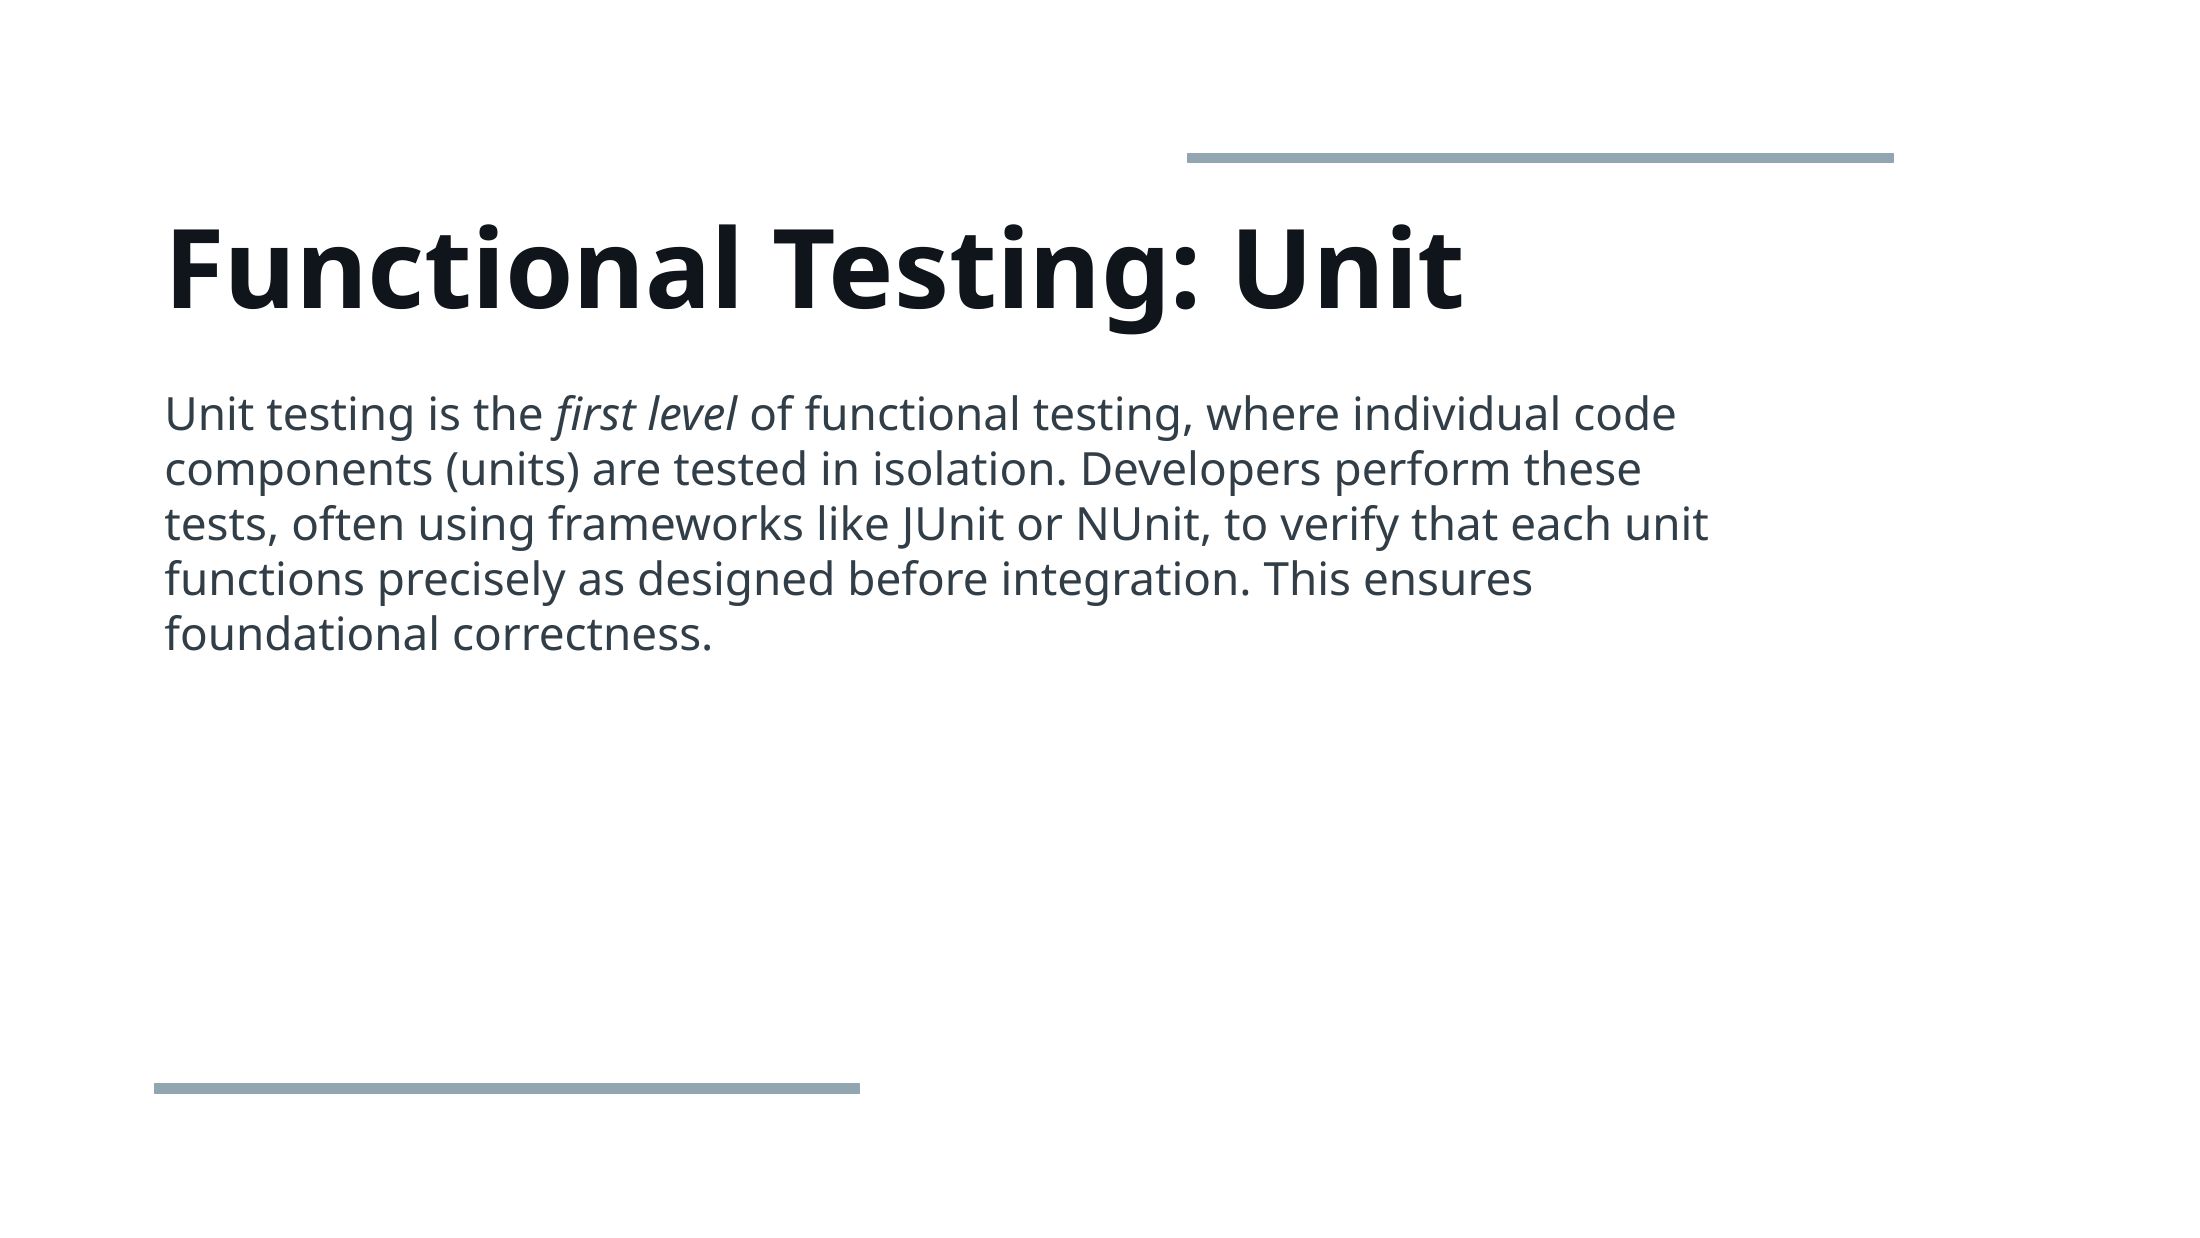 Functional Testing: Unit
Unit testing is the first level of functional testing, where individual code
components (units) are tested in isolation. Developers perform these
tests, often using frameworks like JUnit or NUnit, to verify that each unit
functions precisely as designed before integration. This ensures
foundational correctness.